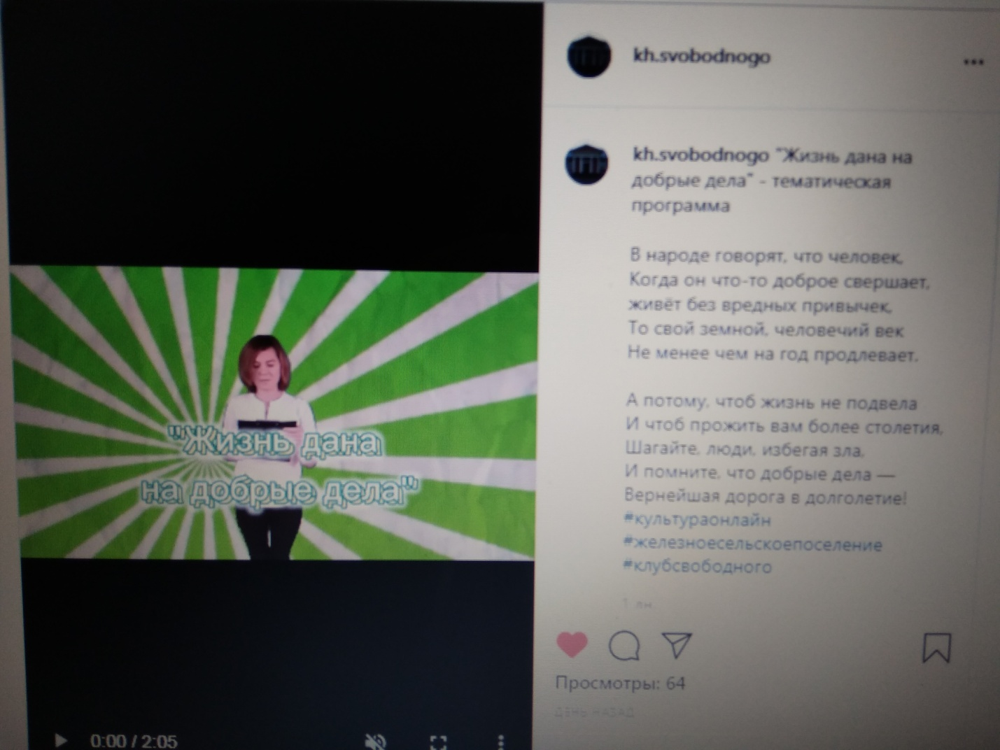 kh.svobodnogo
kh.svobodnogo "Жизнь дана на
добрые дела" - тематическая
программа
В народе говорят, что человек,
Когда он что-то доброе свершает,
живёт без вредных привычек,
То свой земной, человечий век
Не менее чем на год продлевает.
А потому, чтоб жизнь не подвела
И чтоб прожить вам более столетия,
Шагайте, люди, избегая зла,
И помните, что добрые дела —
Вернейшая дорога в долголетие!
#культураонлайн
#железноесельскоепоселение
#клубсвободного
1 дн
Просмотры: 64
ДЕНЬ НАЗАД
"Жизнь дана
на добрые дела"
0:00 / 2:05